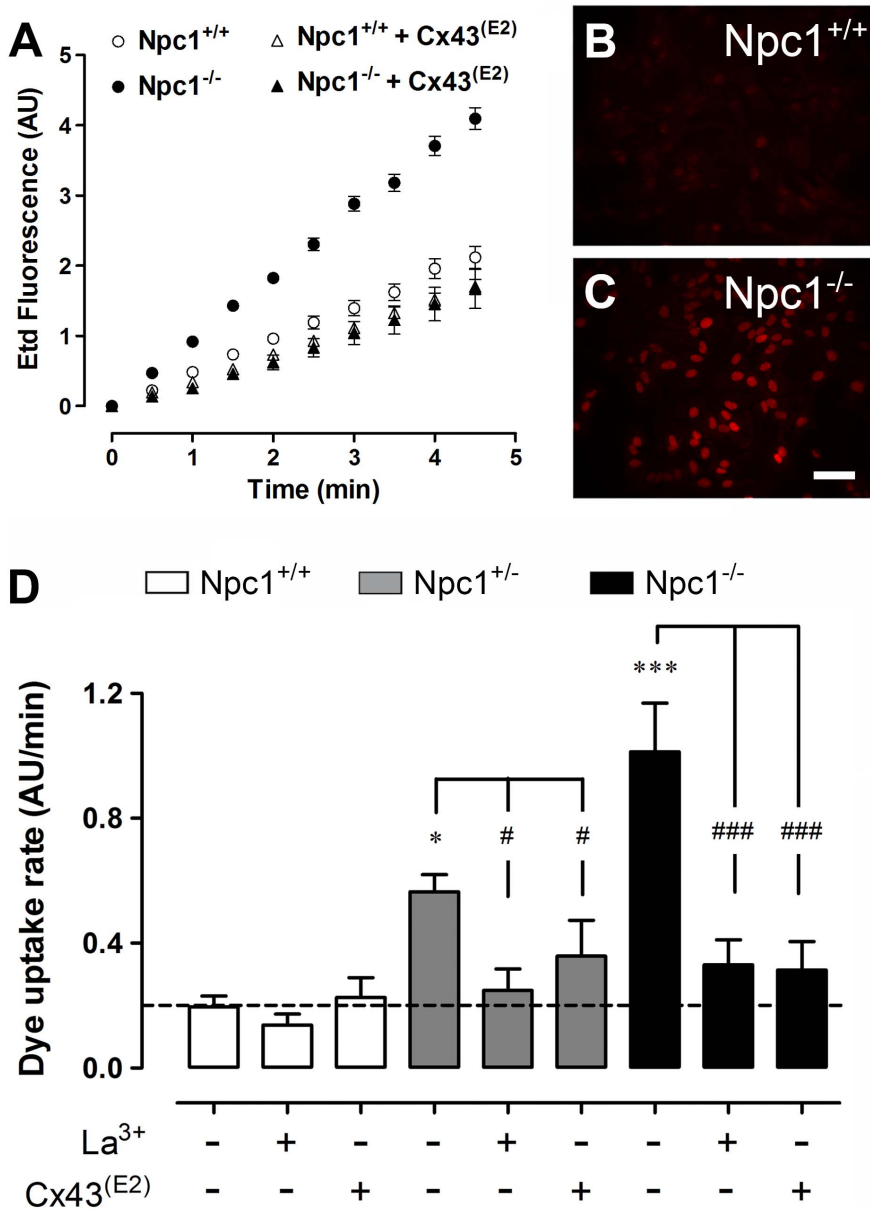 A
Npc1+/+ Npc1+/+ + Cx43(E2)
Npc1-/- Npc1-/- + Cx43(E2)
Etd Fluorescence (AU)
5
4
3
2
1
0
0 1 2 3 4 5
Time (min)
B Npc1+/+
C Npc1-/-
D Npc1+/+ Npc1+/- Npc1-/-
Dye uptake rate (AU/min)
1.2
0.8
0.4
0.0
* # # *** ### ###
La3+ - + - - + - - + -
Cx43(E2) - - + - - + - - +